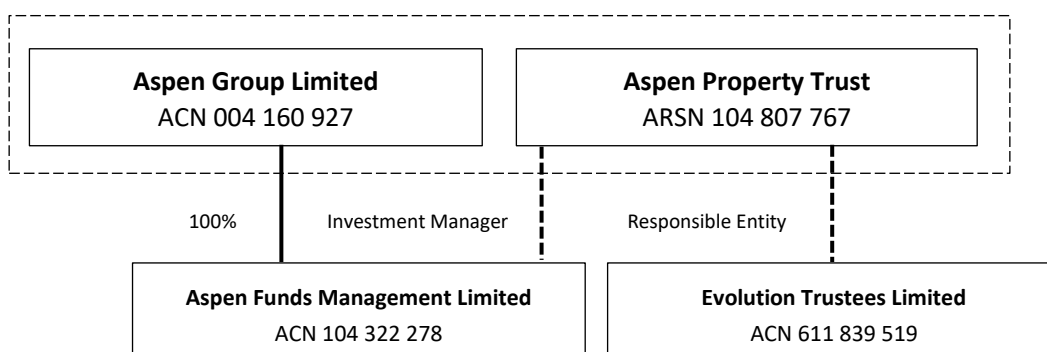 Aspen Group Limited
ACN 004 160 927
Aspen Property Trust
ARSN 104 807 767
100%
Investment Manager
Responsible Entity
Aspen Funds Management Limited
ACN 104 322 278
Evolution Trustees Limited
ACN 611 839 519